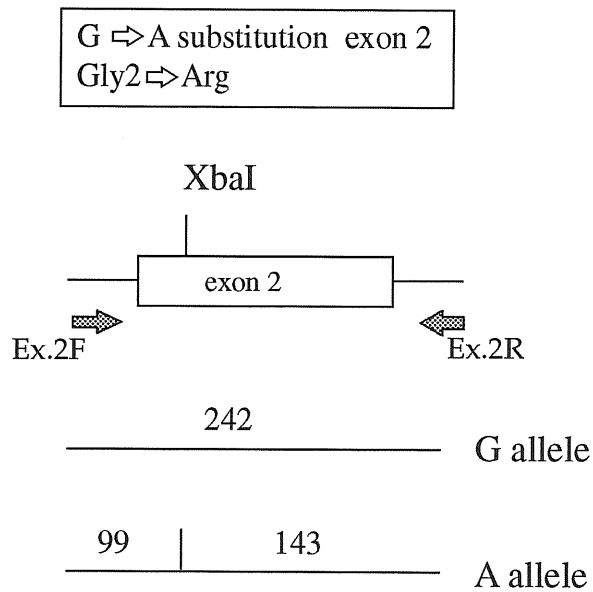 G ⇨ A substitution exon 2
Gly2 ⇨ Arg
XbaI
exon 2
Ex.2F
Ex.2R
242
G allele
99
143
A allele